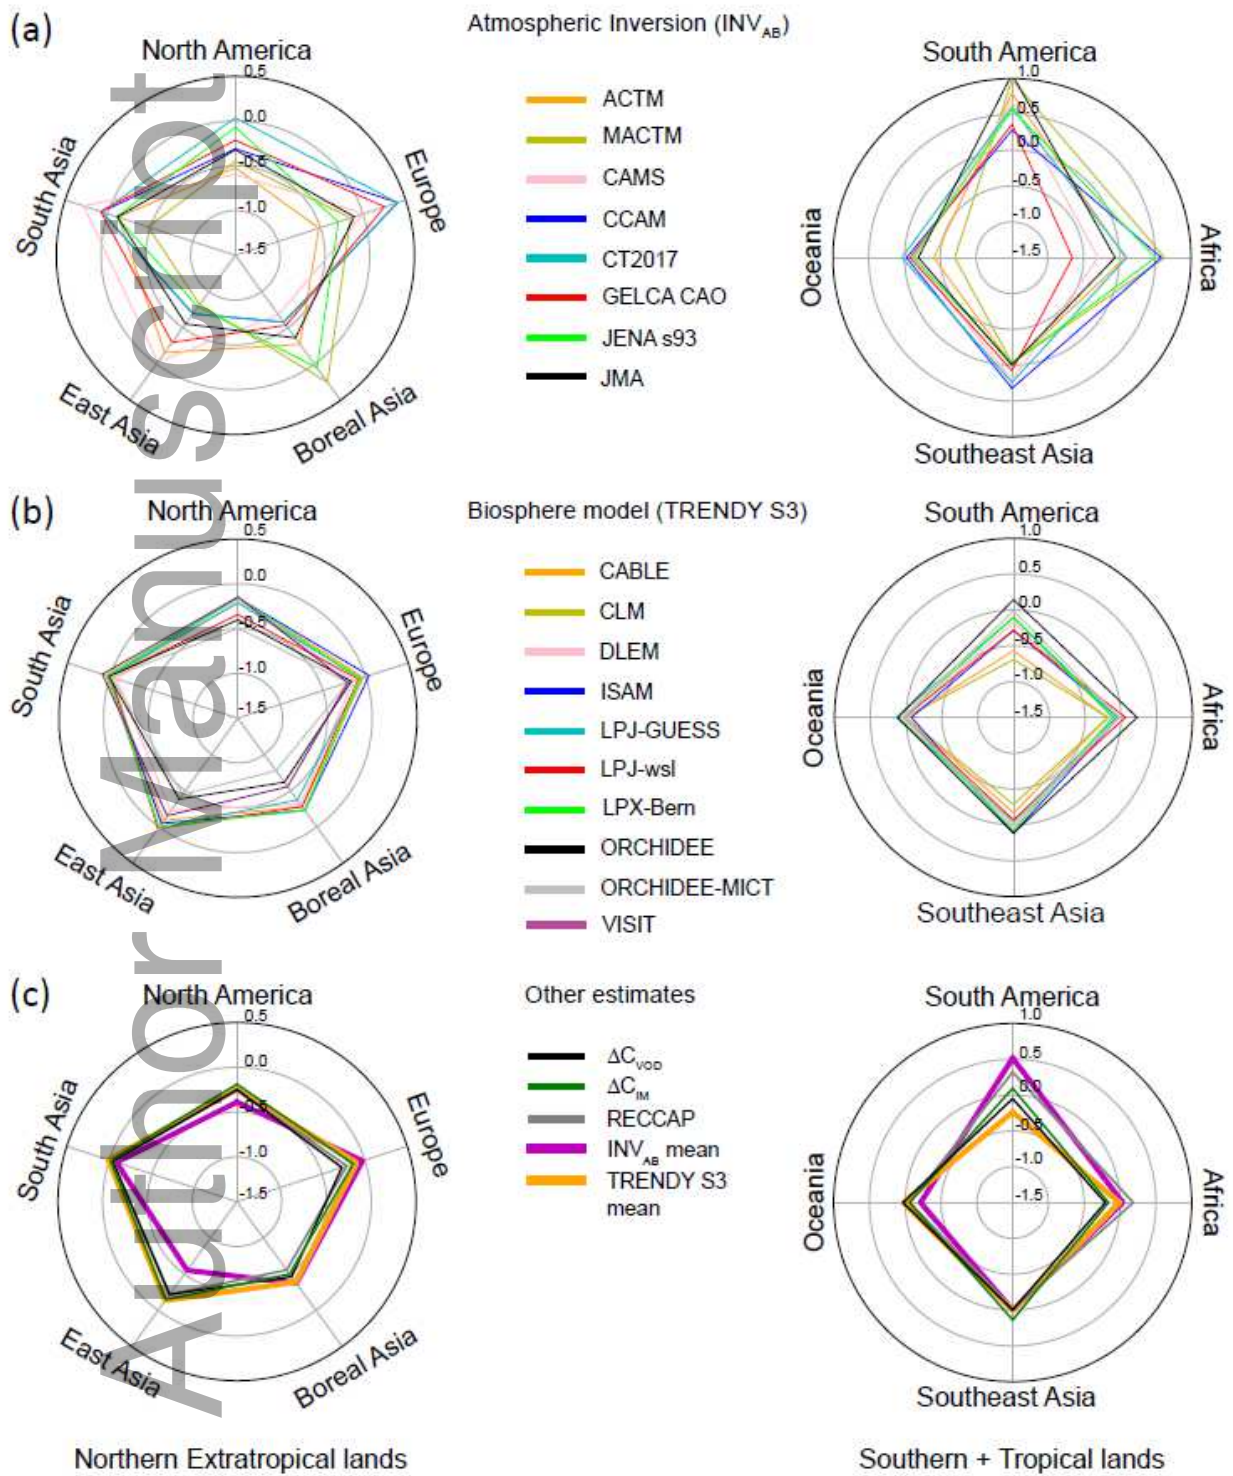 (a)
Atmospheric Inversion (INV_AB)
North America
0.5
0.0
-0.5
-1.0
-1.5
South Asia
Europe
East Asia
Boreal Asia
ACTM
MACTM
CAMS
CCAM
CT2017
GELCA CAO
JENA s93
JMA
South America
1.0
0.5
0.0
-0.5
-1.0
-1.5
Oceania
Africa
Southeast Asia
(b)
Biosphere model (TRENDY S3)
North America
0.5
0.0
-0.5
-1.0
-1.5
South Asia
Europe
East Asia
Boreal Asia
CABLE
CLM
DLEM
ISAM
LPJ-GUESS
LPJ-wsl
LPX-Bern
ORCHIDEE
ORCHIDEE-MICT
VISIT
South America
1.0
0.5
0.0
-0.5
-1.0
-1.5
Oceania
Africa
Southeast Asia
(c)
Other estimates
North America
0.5
0.0
-0.5
-1.0
-1.5
South Asia
Europe
East Asia
Boreal Asia
ΔC_VOD
ΔC_IM
RECCAP
INV_AB mean
TRENDY S3
mean
South America
1.0
0.5
0.0
-0.5
-1.0
-1.5
Oceania
Africa
Southeast Asia
Northern Extratropical lands
Southern + Tropical lands
Author Manuscript